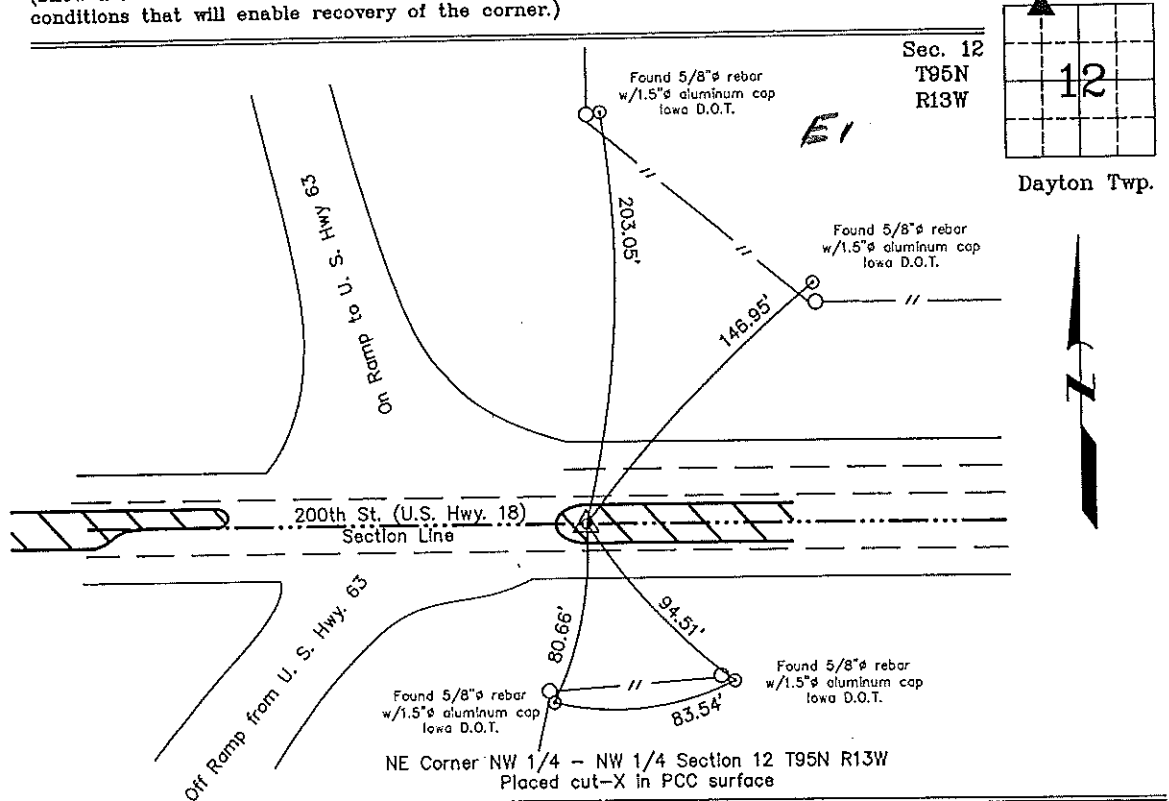 conditions that will enable recovery of the corner.)
Sec. 12
T95N
R13W
12
Dayton Twp.
E1
Found 5/8"ø rebar
w/1.5"ø aluminum cap
Iowa D.O.T.
203.05'
Found 5/8"ø rebar
w/1.5"ø aluminum cap
Iowa D.O.T.
146.95'
On Ramp to U. S. Hwy 63
N
200th St. (U.S. Hwy. 18)
Section Line
Off Ramp from U. S. Hwy. 63
80.66'
94.51'
Found 5/8"ø rebar
w/1.5"ø aluminum cap
Iowa D.O.T.
83.54'
Found 5/8"ø rebar
w/1.5"ø aluminum cap
Iowa D.O.T.
NE Corner NW 1/4 - NW 1/4 Section 12 T95N R13W
Placed cut-X in PCC surface